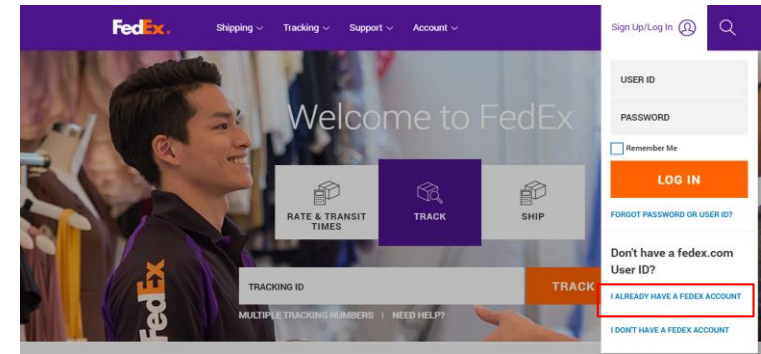 FedEx.
Shipping
Tracking
Support
Account
Sign Up/Log In
Welcome to FedEx
RATE & TRANSIT
TIMES
TRACK
SHIP
TRACKING ID
TRACK
MULTIPLE TRACKING NUMBERS | NEED HELP?
FedEx
USER ID
PASSWORD
Remember Me
LOG IN
FORGOT PASSWORD OR USER ID?
Don't have a fedex.com
User ID?
I ALREADY HAVE A FEDEX ACCOUNT
I DON'T HAVE A FEDEX ACCOUNT